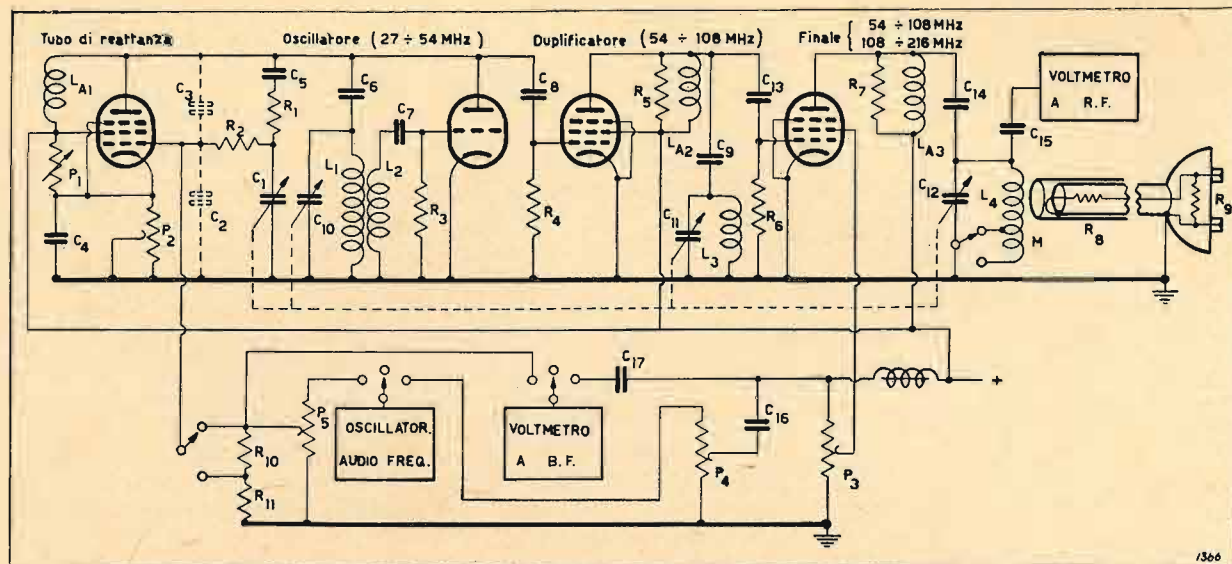 Tubo di reattanza
Oscillatore (27 ÷ 54 MHz)
Duplificatore (54 ÷ 108 MHz)
Finale { 54 ÷ 108 MHz
108 ÷ 216 MHz
LA1
C3
C5
R1
R2
C6
C7
C8
R5
LA2
C9
C13
R7
LA3
C14
C15
VOLTMETRO
A R.F.
P1
C4
P2
C2
C1
C10
L1
L2
R3
R4
C11
L3
R6
C12
L4
M
R8
R9
C17
+
P5
OSCILLATOR.
AUDIO FREQ.
VOLTMETRO
A B.F.
C16
R10
R11
P4
P3
1366